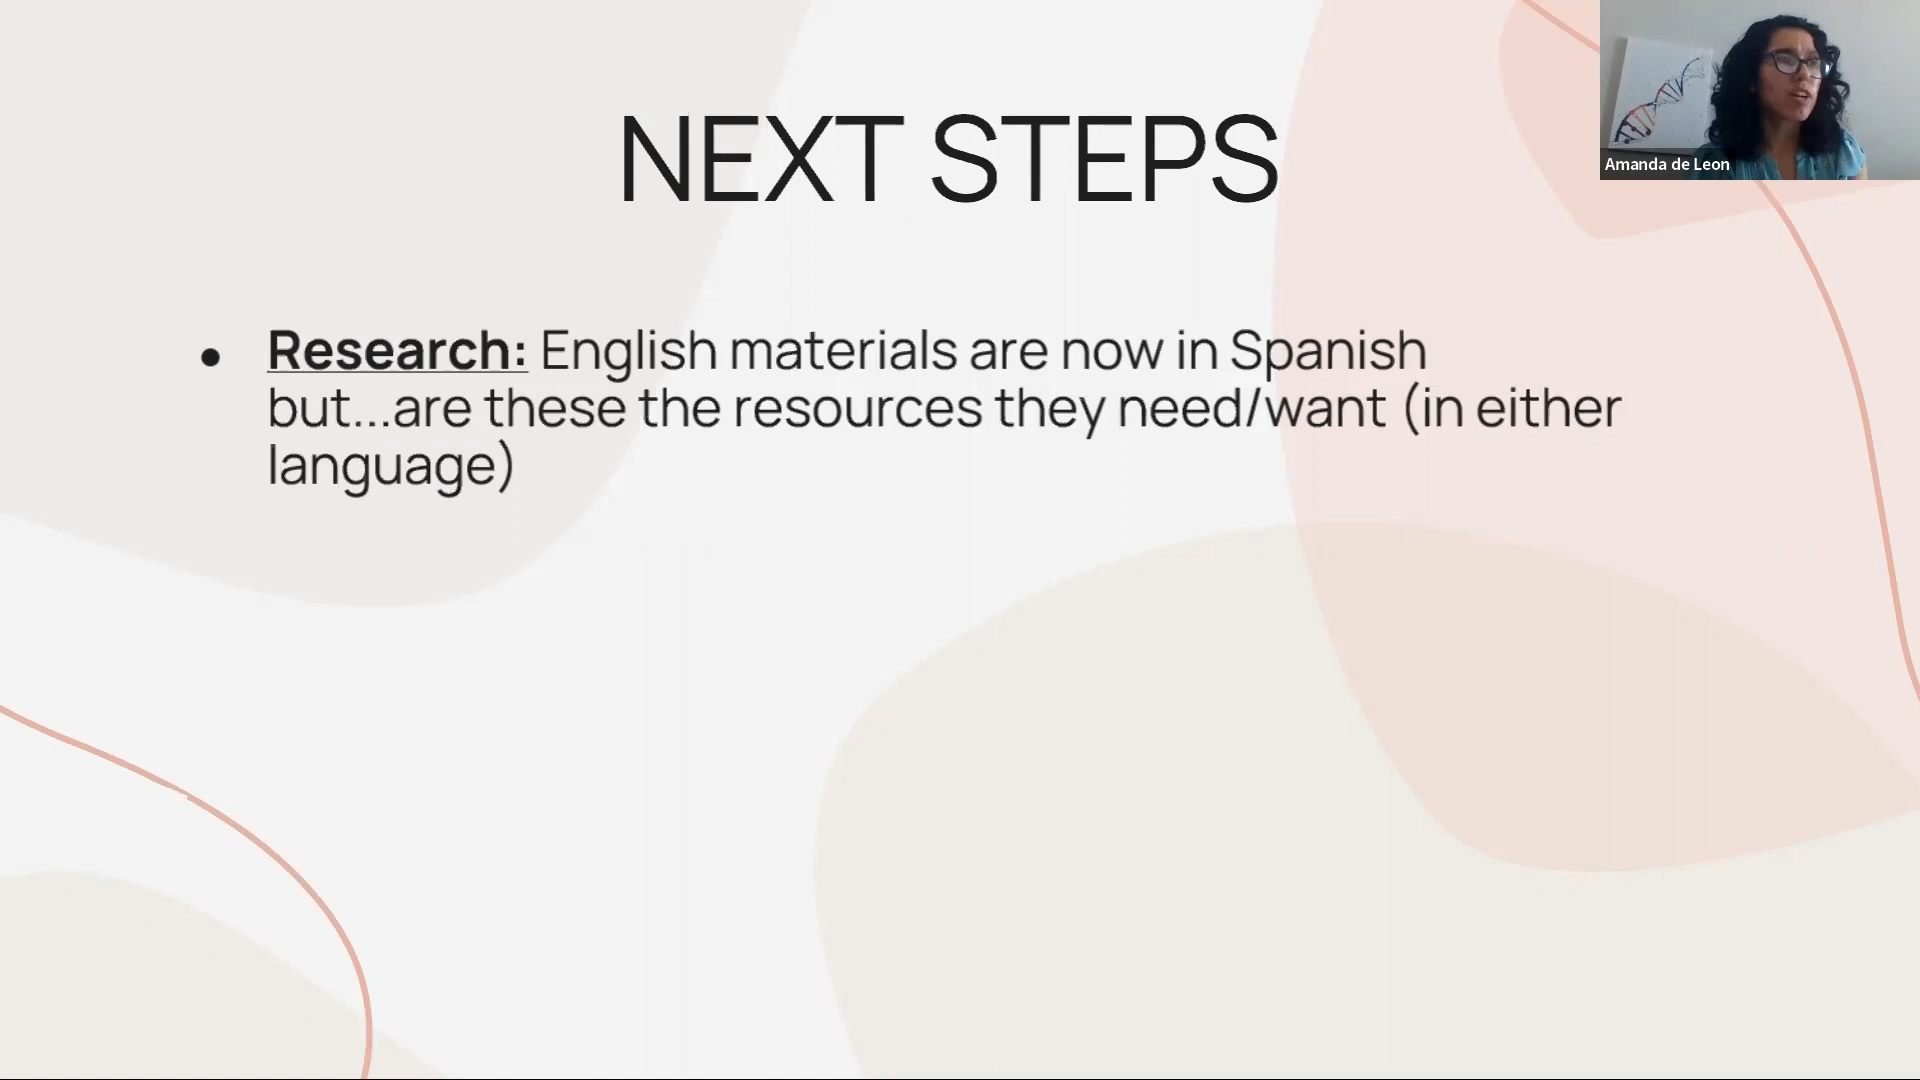 NEXT STEPS
Amanda de Leon
• Research: English materials are now in Spanish
but...are these the resources they need/want (in either
language)